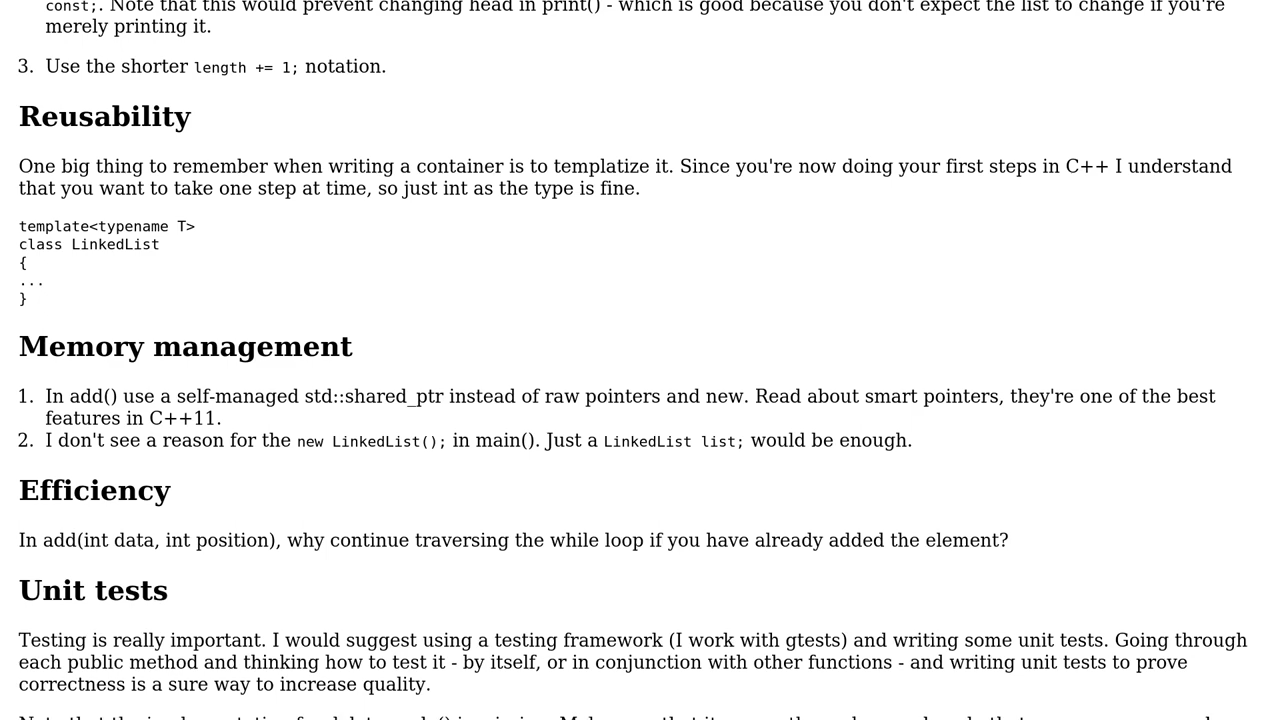 const;. Note that this would prevent changing head in print() - which is good because you don't expect the list to change if you're
merely printing it.
3. Use the shorter length += 1; notation.
Reusability
One big thing to remember when writing a container is to templatize it. Since you're now doing your first steps in C++ I understand
that you want to take one step at time, so just int as the type is fine.
template<typename T>
class LinkedList
{
...
}
Memory management
1. In add() use a self-managed std::shared_ptr instead of raw pointers and new. Read about smart pointers, they're one of the best
features in C++11.
2. I don't see a reason for the new LinkedList(); in main(). Just a LinkedList list; would be enough.
Efficiency
In add(int data, int position), why continue traversing the while loop if you have already added the element?
Unit tests
Testing is really important. I would suggest using a testing framework (I work with gtests) and writing some unit tests. Going through
each public method and thinking how to test it - by itself, or in conjunction with other functions - and writing unit tests to prove
correctness is a sure way to increase quality.